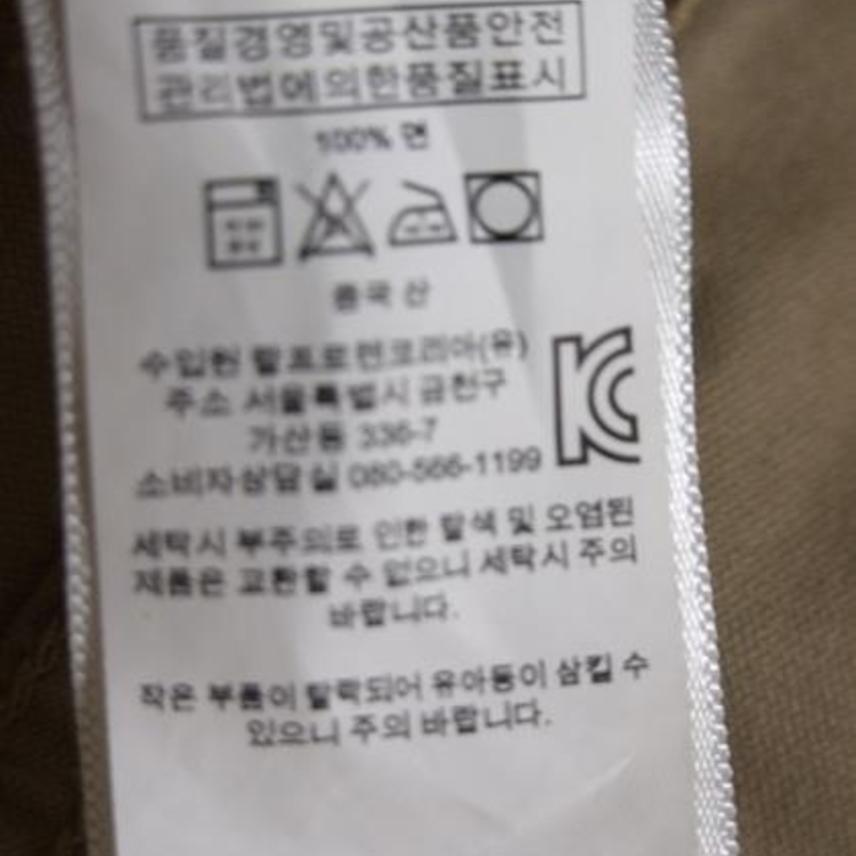 품질경영및공산품안전
관리법에의한품질표시
100% 면
중국 산
수입원 랄프로렌코리아(유)
주소 서울특별시 금천구
가산동 336-7
소비자상담실 080-566-1199
세탁시 부주의로 인한 탈색 및 오염된
제품은 교환할 수 없으니 세탁시 주의
바랍니다.
작은 부품이 탈락되어 유아동이 삼킬 수
있으니 주의 바랍니다.